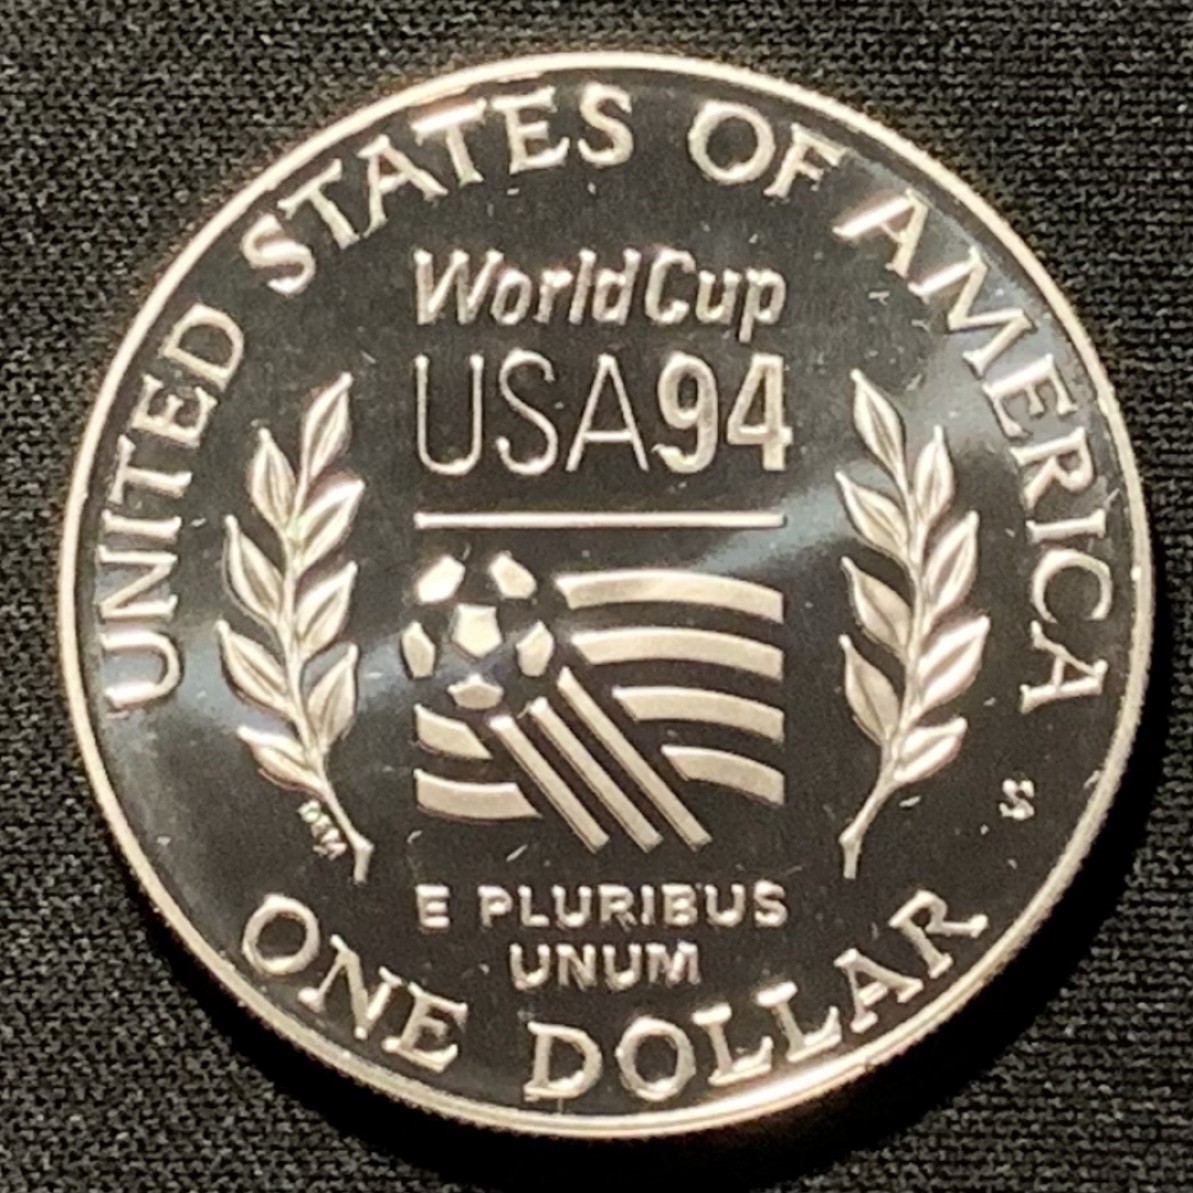 UNITED STATES OF AMERICA
WorldCup
USA94
E PLURIBUS
UNUM
S
ONE DOLLAR